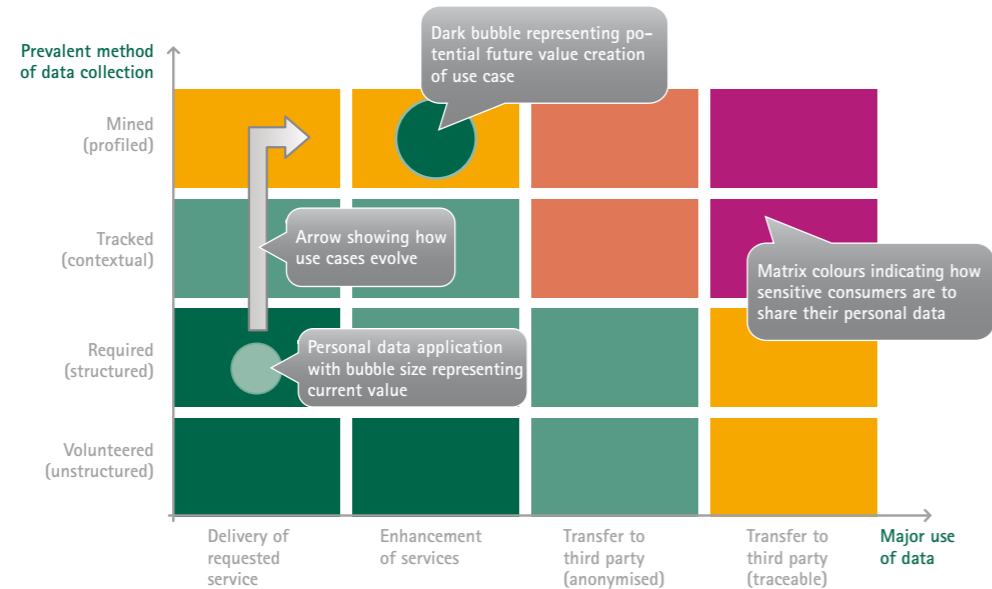 Dark bubble representing po-
tential future value creation
of use case
Prevalent method
of data collection
Mined
(profiled)
Tracked
(contextual)
Arrow showing how
use cases evolve
Matrix colours indicating how
sensitive consumers are to
share their personal data
Required
(structured)
Personal data application
with bubble size representing
current value
Volunteered
(unstructured)
Delivery of
requested
service
Enhancement
of services
Transfer to
third party
(anonymised)
Transfer to
third party
(traceable)
Major use
of data